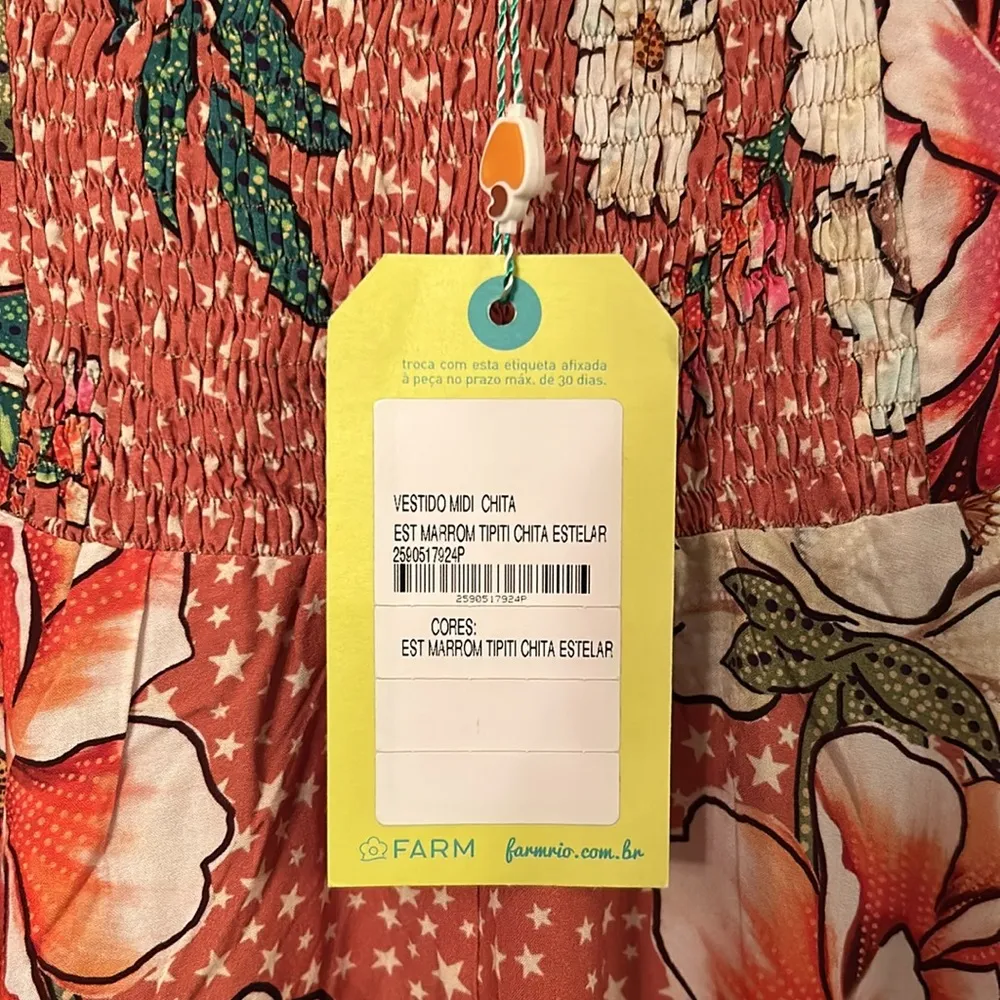 troca com esta etiqueta afixada
à peça no prazo máx. de 30 dias.
VESTIDO MIDI CHITA
EST MARROM TIPITI CHITA ESTELAR
2590517924P
2590517924P
CORES:
EST MARROM TIPITI CHITA ESTELAR
FARM farmrio.com.br